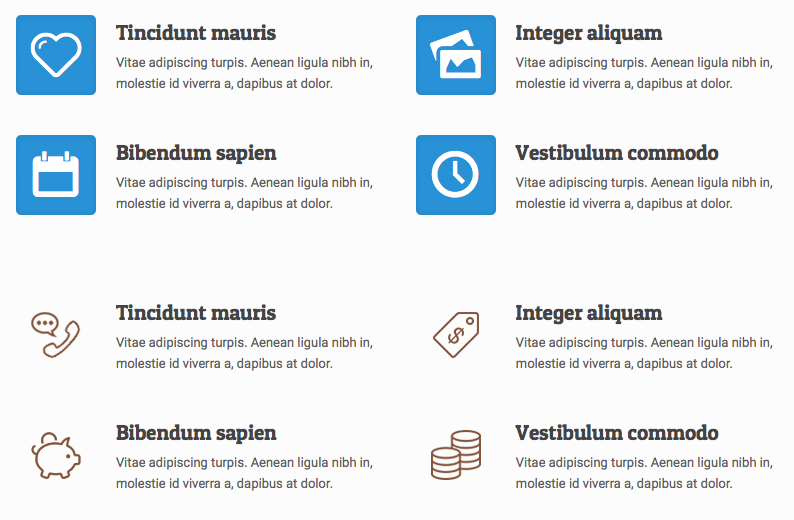 Tincidunt mauris
Vitae adipiscing turpis. Aenean ligula nibh in,
molestie id viverra a, dapibus at dolor.
Integer aliquam
Vitae adipiscing turpis. Aenean ligula nibh in,
molestie id viverra a, dapibus at dolor.
Bibendum sapien
Vitae adipiscing turpis. Aenean ligula nibh in,
molestie id viverra a, dapibus at dolor.
Vestibulum commodo
Vitae adipiscing turpis. Aenean ligula nibh in,
molestie id viverra a, dapibus at dolor.
Tincidunt mauris
Vitae adipiscing turpis. Aenean ligula nibh in,
molestie id viverra a, dapibus at dolor.
$
Integer aliquam
Vitae adipiscing turpis. Aenean ligula nibh in,
molestie id viverra a, dapibus at dolor.
Bibendum sapien
Vitae adipiscing turpis. Aenean ligula nibh in,
molestie id viverra a, dapibus at dolor.
Vestibulum commodo
Vitae adipiscing turpis. Aenean ligula nibh in,
molestie id viverra a, dapibus at dolor.